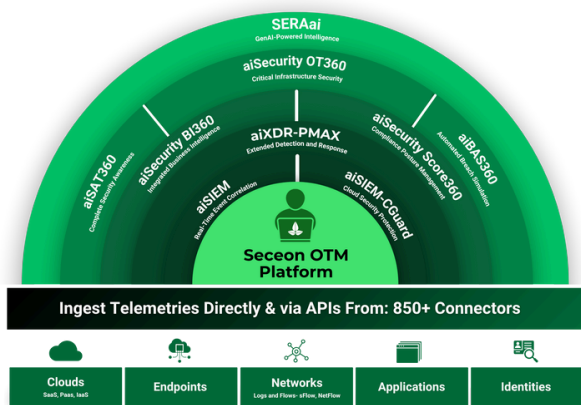 SERAai
GenAI-Powered Intelligence
aiSecurity OT360
Critical Infrastructure Security
aiSAT360
Complete Security Awareness
aiSecurity BI360
Integrated Business Intelligence
aiXDR-PMAX
Extended Detection and Response
aiSecurity Score360
Compliance Posture Management
aiBAS360
Automated Breach Simulation
aiSIEM
Real-Time Event Correlation
aiSIEM-CGuard
Cloud Security Protection
Seceon OTM
Platform
Ingest Telemetries Directly & via APIs From: 850+ Connectors
Clouds
SaaS, Paas, IaaS
Endpoints
Networks
Logs and Flows- sFlow, NetFlow
Applications
Identities